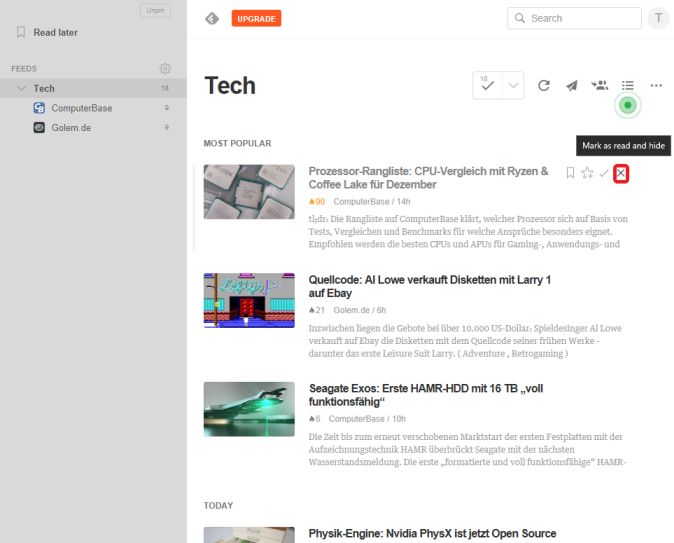 Unpin
UPGRADE
Search
T
Read later
FEEDS
Tech 18
ComputerBase 9
Golem.de 9
Tech
18
MOST POPULAR
Mark as read and hide
Prozessor-Rangliste: CPU-Vergleich mit Ryzen &
Coffee Lake für Dezember
90 ComputerBase / 14h
tl;dr: Die Rangliste auf ComputerBase klärt, welcher Prozessor sich auf Basis von
Tests, Vergleichen und Benchmarks für welche Ansprüche besonders eignet.
Empfohlen werden die besten CPUs und APUs für Gaming-, Anwendungs- und
Quellcode: Al Lowe verkauft Disketten mit Larry 1
auf Ebay
21 Golem.de / 6h
Inzwischen liegen die Gebote bei über 10.000 US-Dollar: Spieldesinger Al Lowe
verkauft auf Ebay die Disketten mit dem Quellcode seiner frühen Werke -
darunter das erste Leisure Suit Larry. ( Adventure , Retrogaming )
Seagate Exos: Erste HAMR-HDD mit 16 TB „voll
funktionsfähig“
6 ComputerBase / 19h
Die Zeit bis zum erneut verschobenen Marktstart der ersten Festplatten mit der
Aufzeichnungstechnik HAMR überbrückt Seagate mit der nächsten
Wasserstandsmeldung. Die erste „formatierte und voll funktionsfähige“ HAMR-
TODAY
Physik-Engine: Nvidia PhysX ist jetzt Open Source